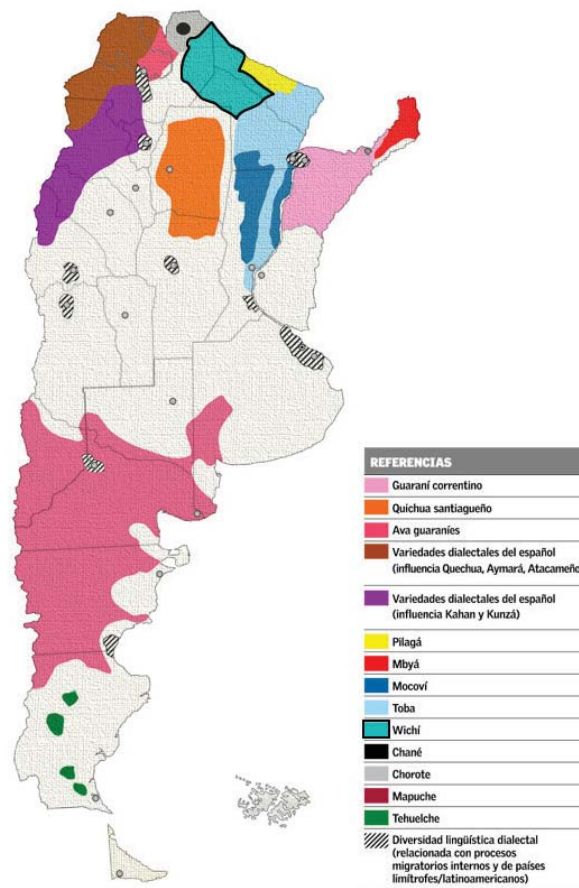 REFERENCIAS
Guaraní correntino
Quichua santiagueño
Ava guaraníes
Variedades dialectales del español
(influencia Quechua, Aymará, Atacameño)
Variedades dialectales del español
(influencia Kahan y Kunzá)
Pilagá
Mbyá
Mocoví
Toba
Wichí
Chané
Chorote
Mapuche
Tehuelche
Diversidad lingüística dialectal
(relacionada con procesos
migratorios internos y de países
limítrofes/latinoamericanos)